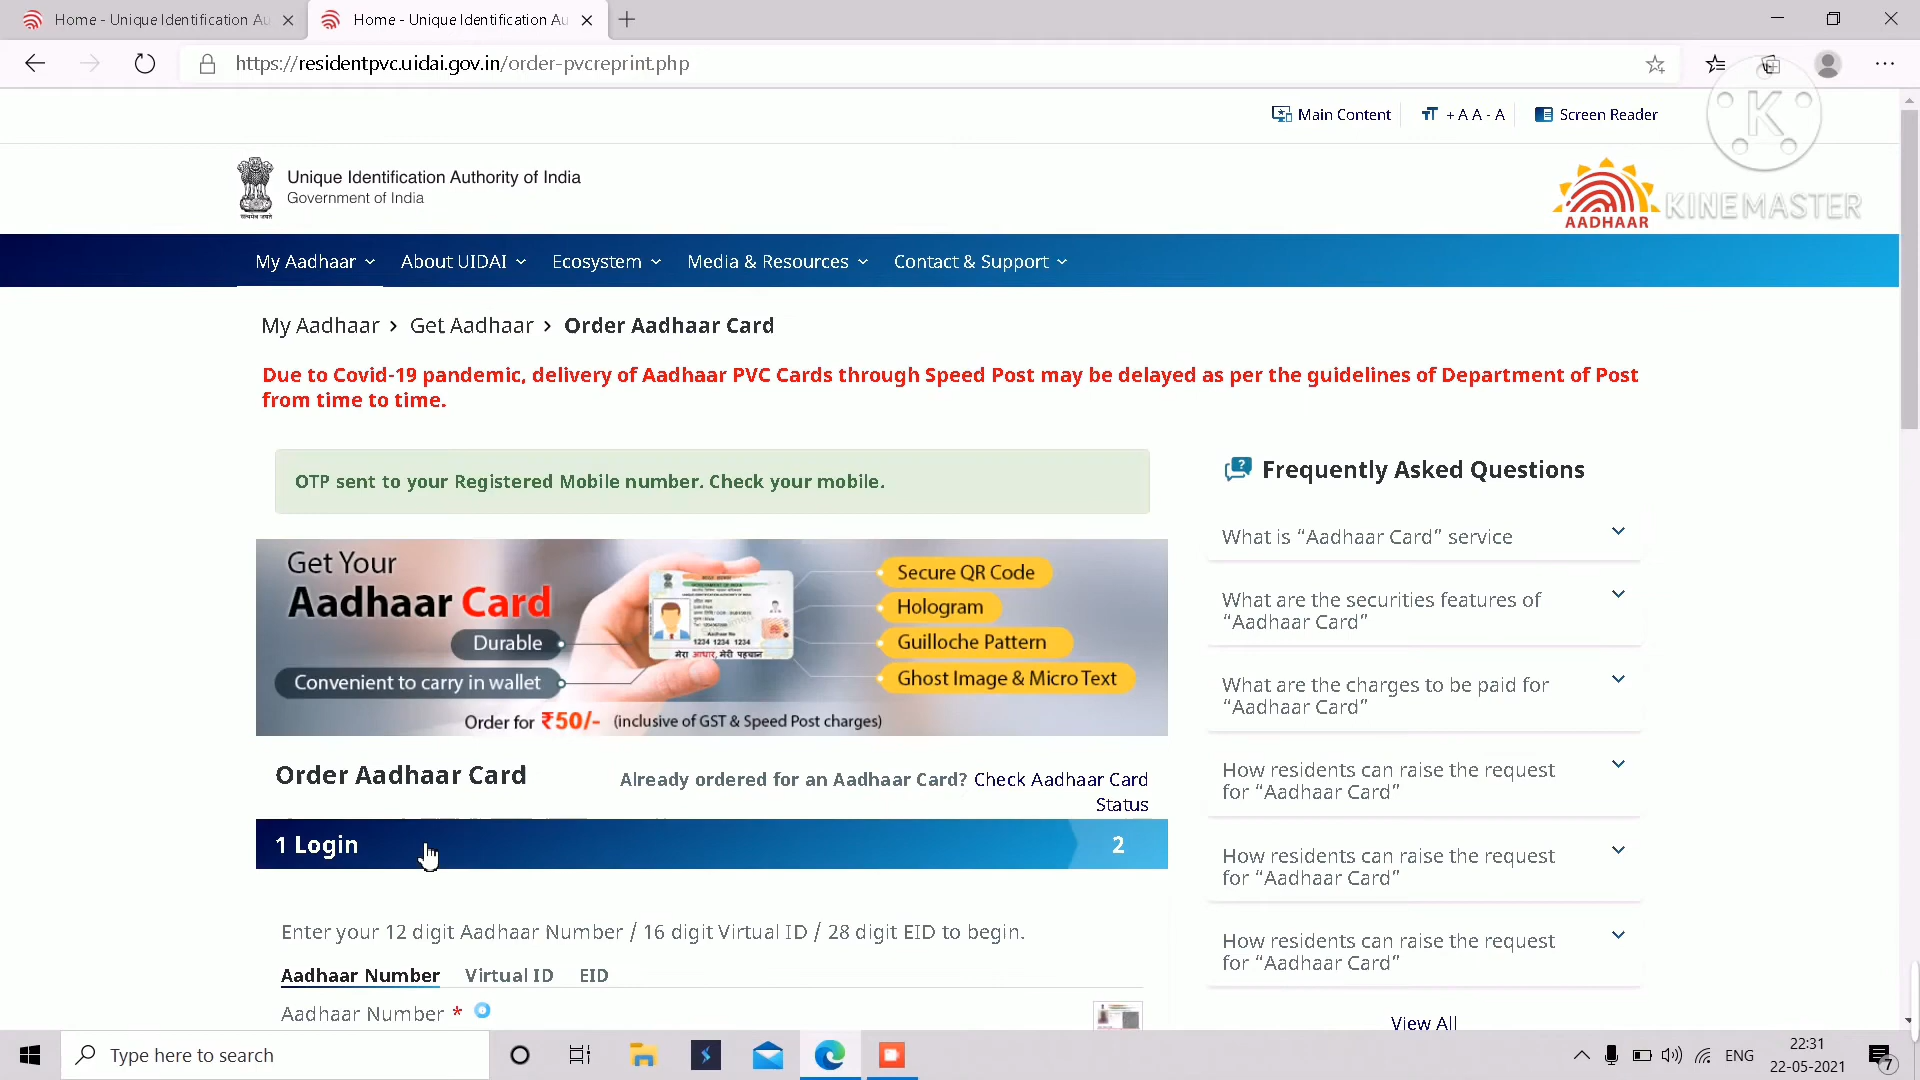 Home - Unique Identification Au
Home - Unique Identification Au
https://residentpvc.uidai.gov.in/order-pvcreprint.php
Main Content
+ A A - A
Screen Reader
K
KINEMASTER
Unique Identification Authority of India
Government of India
AADHAAR
My Aadhaar
About UIDAI
Ecosystem
Media & Resources
Contact & Support
My Aadhaar > Get Aadhaar > Order Aadhaar Card
Due to Covid-19 pandemic, delivery of Aadhaar PVC Cards through Speed Post may be delayed as per the guidelines of Department of Post
from time to time.
OTP sent to your Registered Mobile number. Check your mobile.
Get Your
Aadhaar Card
Durable
Convenient to carry in wallet
Secure QR Code
Hologram
Guilloche Pattern
Ghost Image & Micro Text
1234 1234 1234
मेरा आधार, मेरी पहचान
Order for ₹50/- (inclusive of GST & Speed Post charges)
Order Aadhaar Card
Already ordered for an Aadhaar Card? Check Aadhaar Card
Status
1 Login
2
Enter your 12 digit Aadhaar Number / 16 digit Virtual ID / 28 digit EID to begin.
Aadhaar Number
Virtual ID
EID
Aadhaar Number *
Frequently Asked Questions
What is “Aadhaar Card” service
What are the securities features of
“Aadhaar Card”
What are the charges to be paid for
“Aadhaar Card”
How residents can raise the request
for “Aadhaar Card”
How residents can raise the request
for “Aadhaar Card”
How residents can raise the request
for “Aadhaar Card”
View All
Type here to search
ENG
22:31
22-05-2021
7